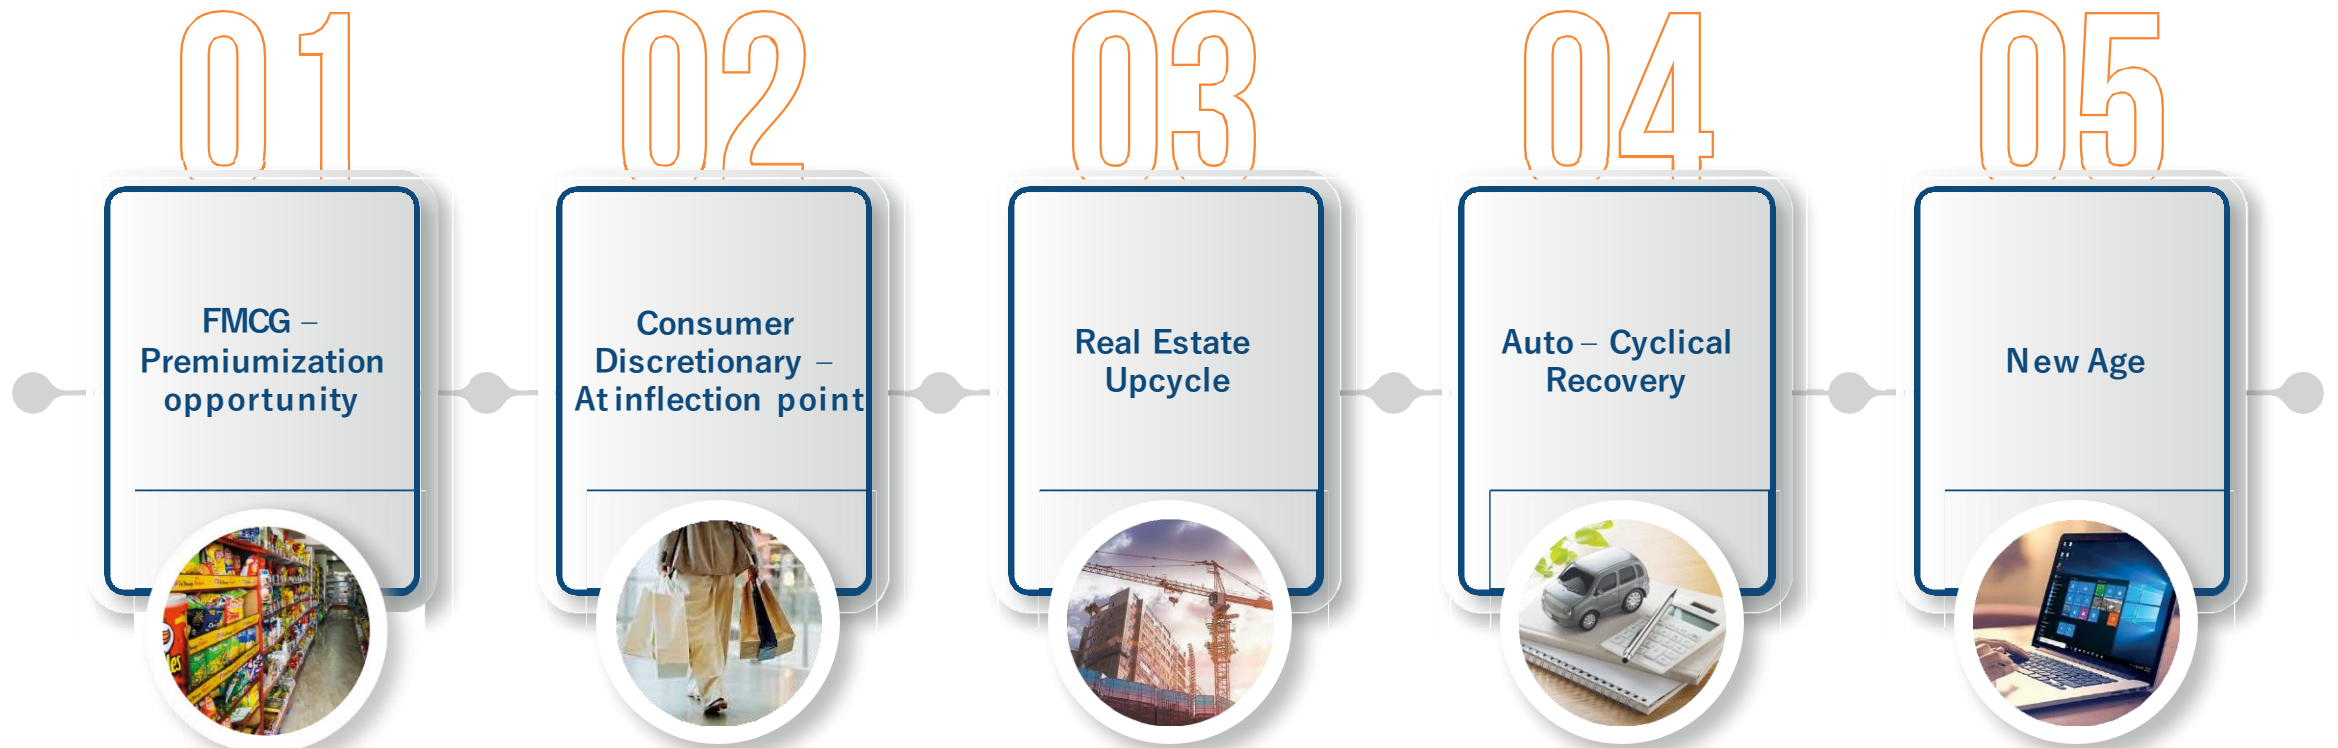 01
FMCG –
Premiumization
opportunity
02
Consumer
Discretionary –
At inflection point
03
Real Estate
Upcycle
04
Auto – Cyclical
Recovery
05
New Age